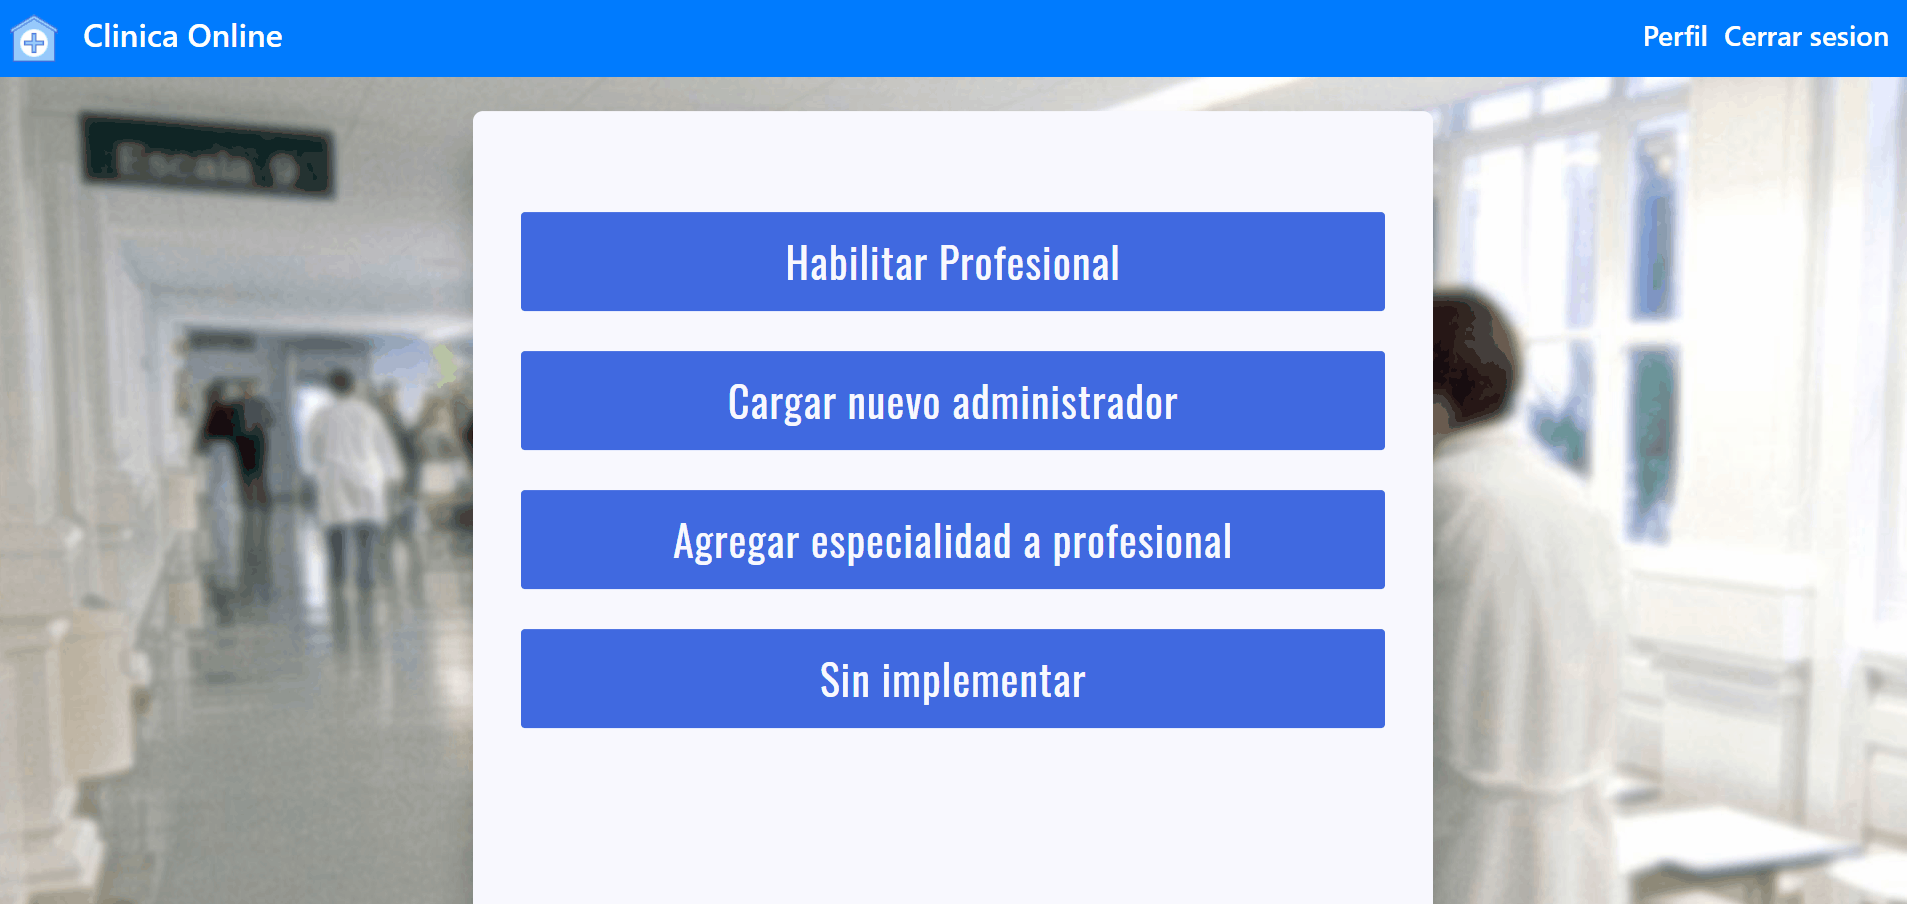 Clinica Online
Perfil Cerrar sesion
Escala 9
Habilitar Profesional
Cargar nuevo administrador
Agregar especialidad a profesional
Sin implementar